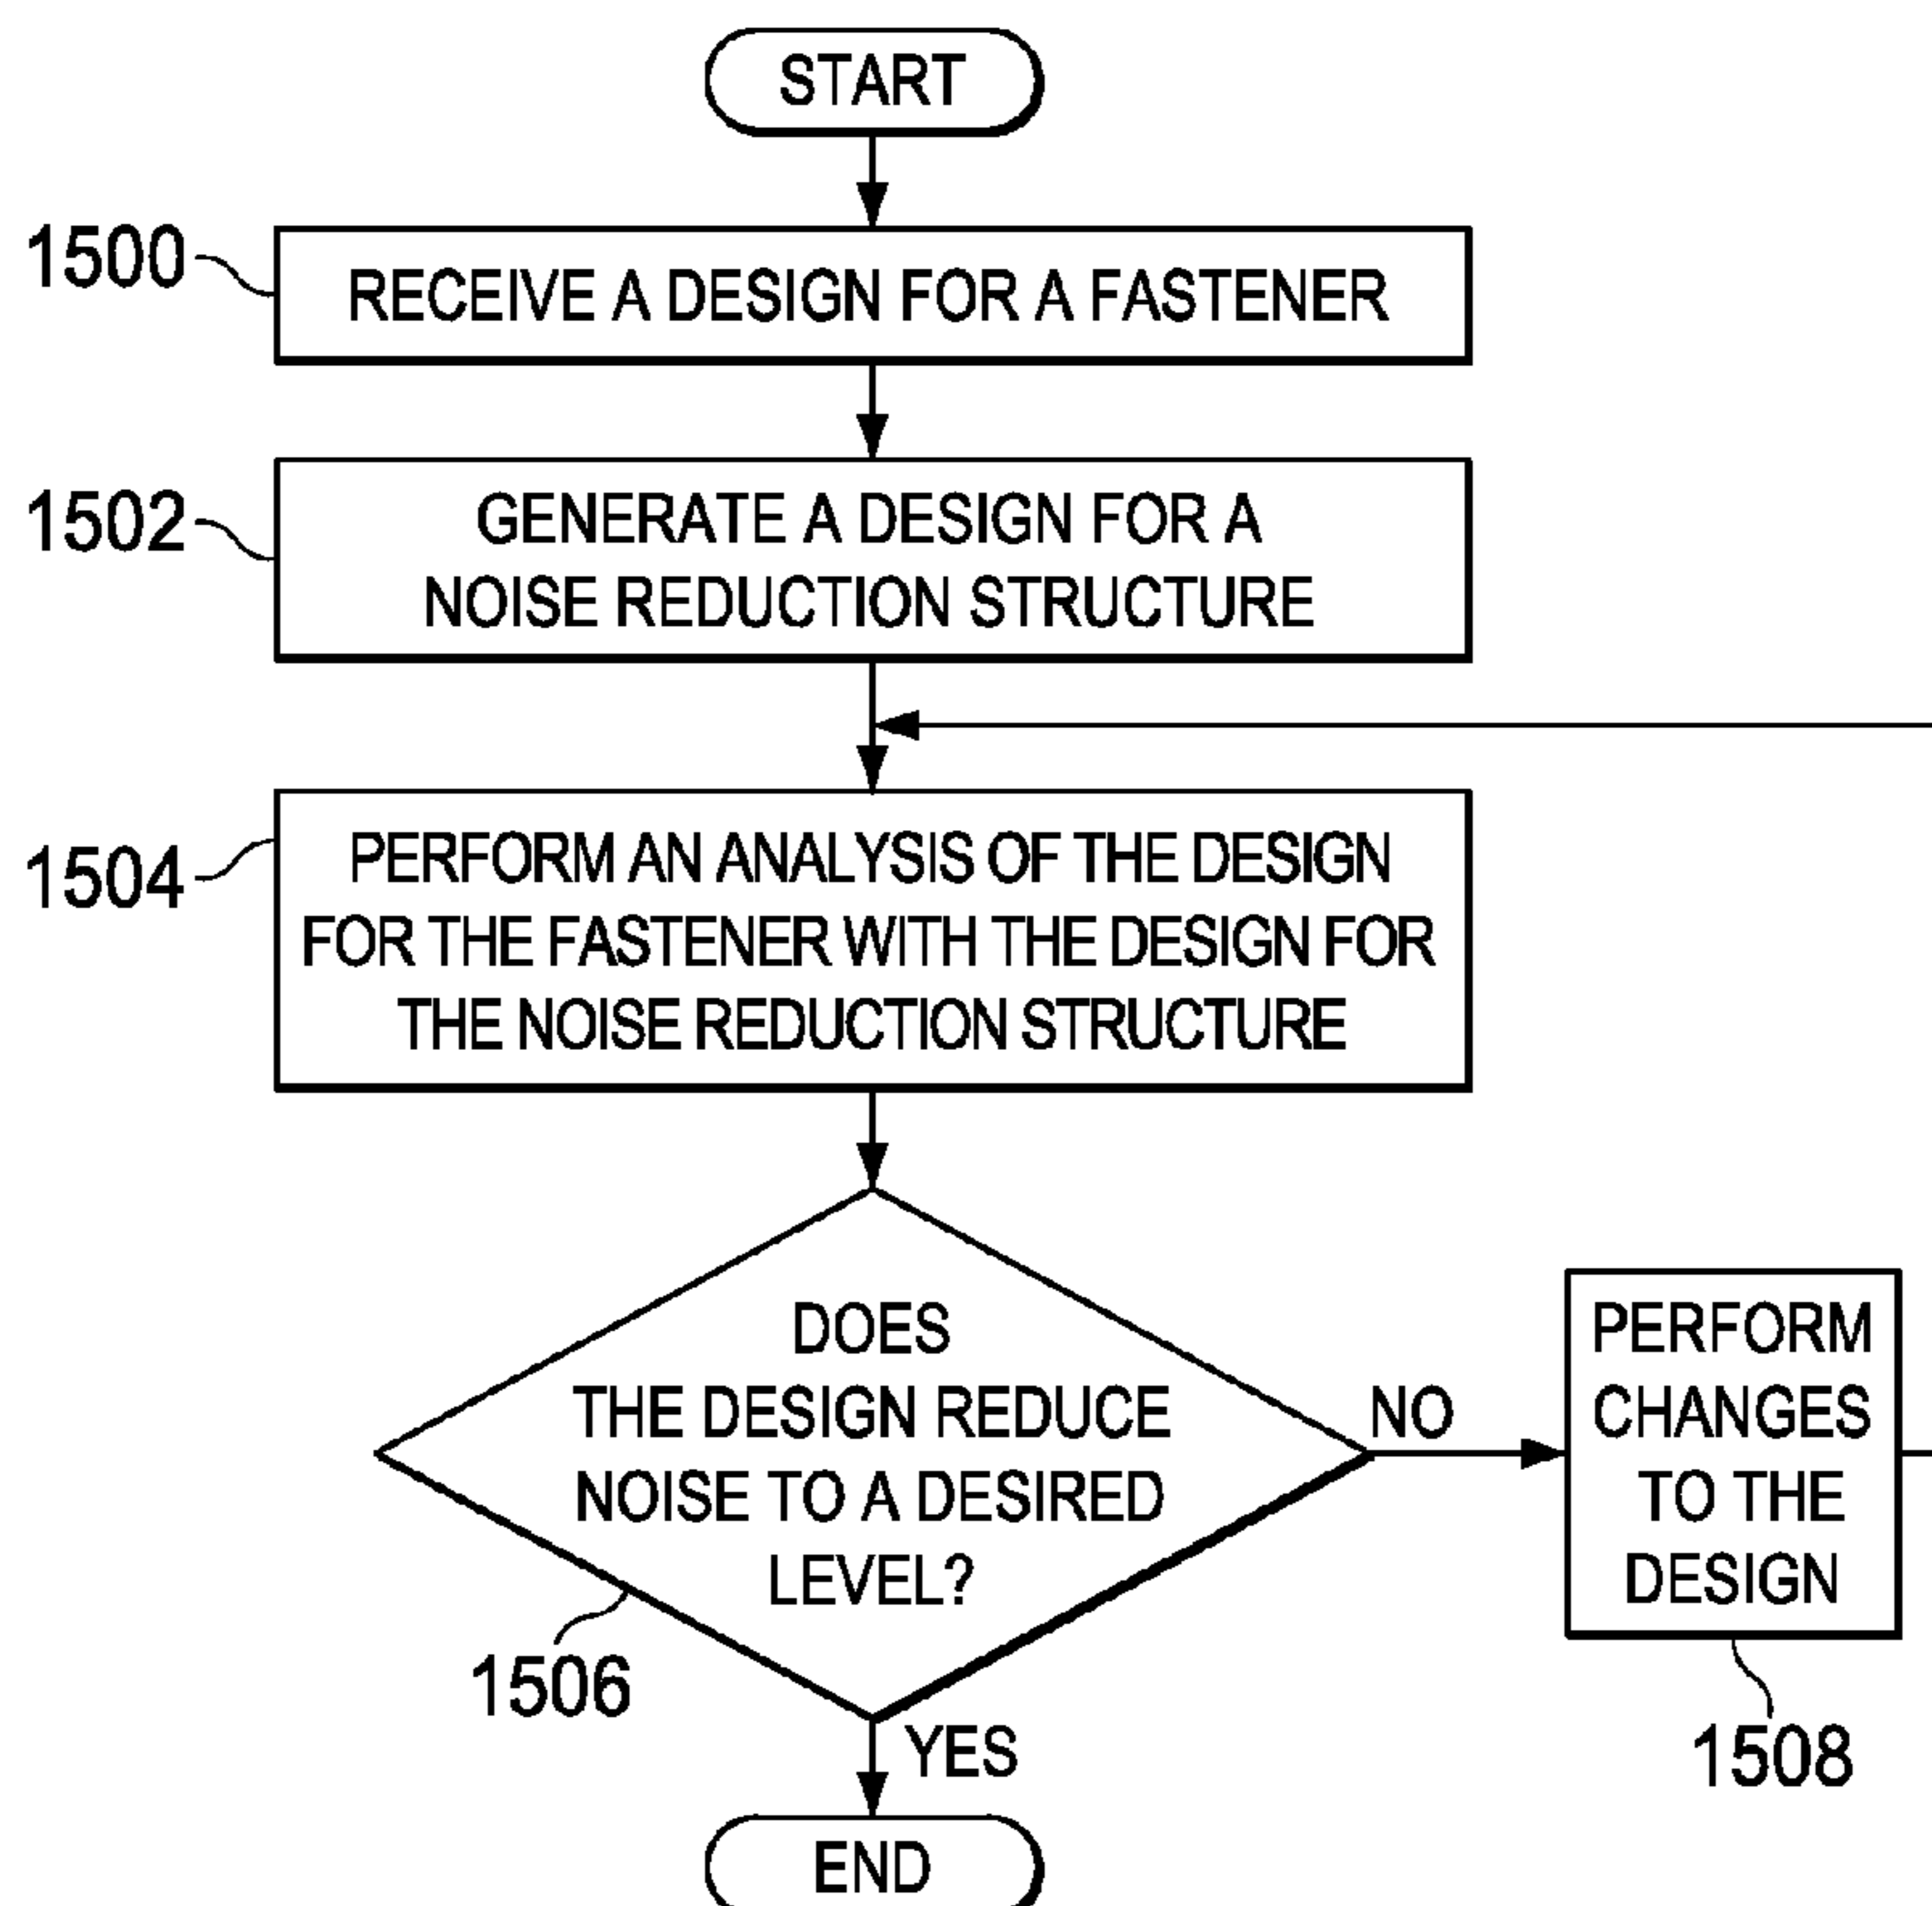 START
1500
RECEIVE A DESIGN FOR A FASTENER
1502
GENERATE A DESIGN FOR A
NOISE REDUCTION STRUCTURE
1504
PERFORM AN ANALYSIS OF THE DESIGN
FOR THE FASTENER WITH THE DESIGN FOR
THE NOISE REDUCTION STRUCTURE
DOES
THE DESIGN REDUCE
NOISE TO A DESIRED
LEVEL?
1506
NO
PERFORM
CHANGES
TO THE
DESIGN
1508
YES
END